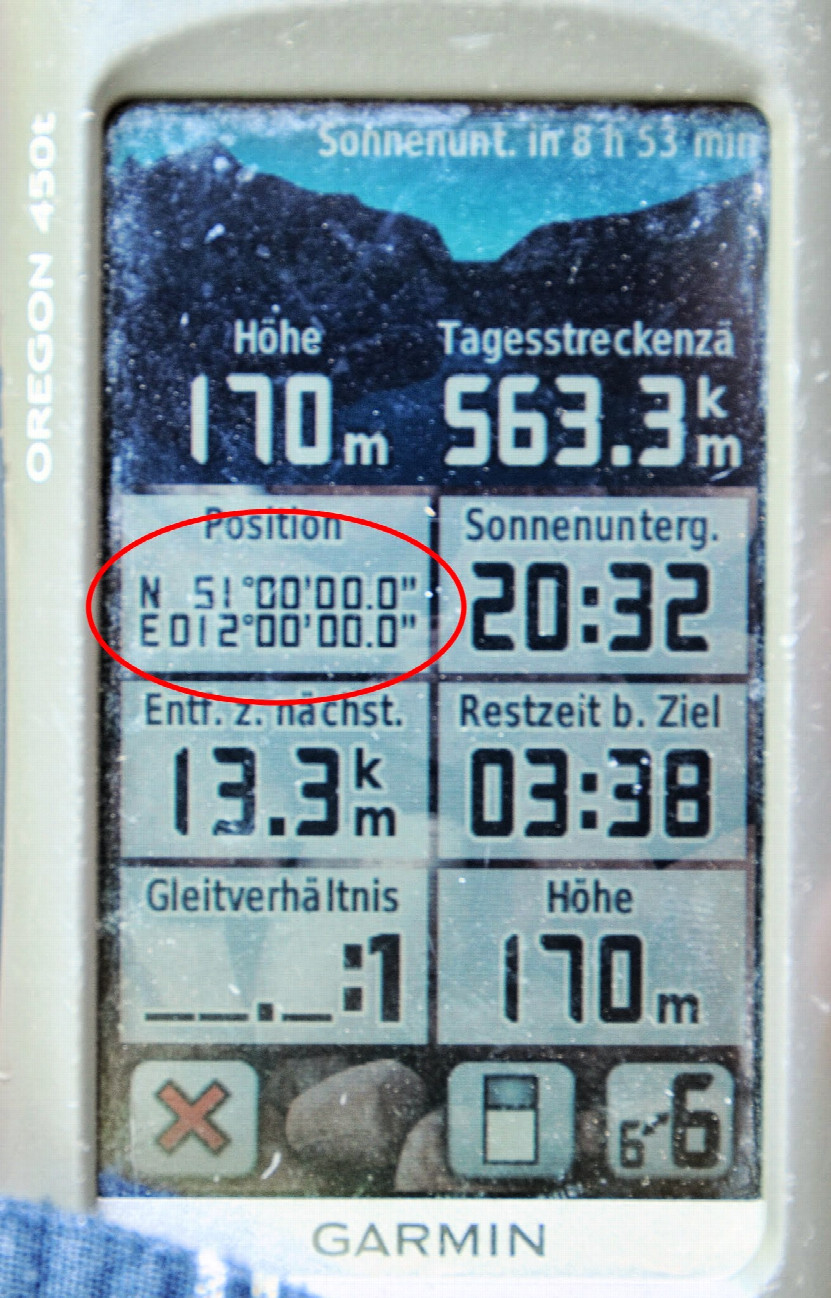 OREGON 450t
Sonnenunt. in 8 h 53 min
Höhe
170 m
Tagesstreckenzä
563.3 km
Position
N 51°00'00.0"
E012°00'00.0"
Sonnenunterg.
20:32
Entf. z. nächst.
13.3 km
Restzeit b. Ziel
03:38
Gleitverhältnis
___._:1
Höhe
170 m
6 6
GARMIN